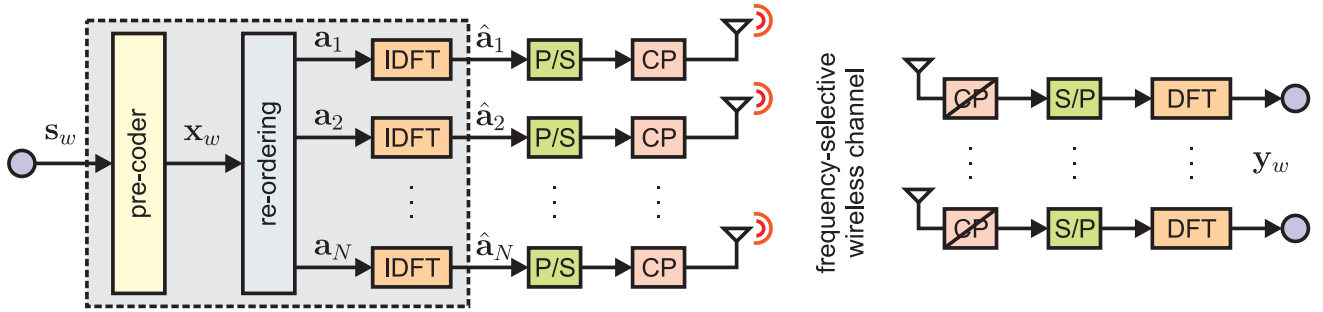 s_w
pre-coder
x_w
re-ordering
a_1
IDFT
â_1
P/S
CP
a_2
IDFT
â_2
P/S
CP
a_N
IDFT
â_N
P/S
CP
frequency-selective
wireless channel
CP
S/P
DFT
y_w
CP
S/P
DFT